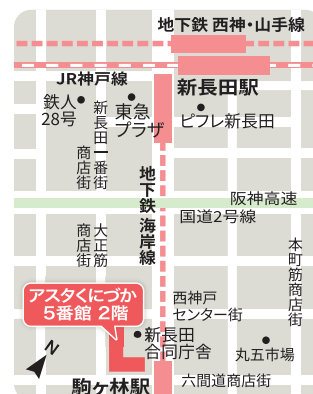 地下鉄 西神・山手線
JR神戸線
新長田駅
鉄人
28号
東急
プラザ
ピフレ新長田
新長田一番街
商店街
地下鉄 海岸線
阪神高速
国道2号線
大正筋
商店街
本町筋商店街
アスタくにづか
5番館 2階
西神戸
センター街
新長田
合同庁舎
丸五市場
N
駒ヶ林駅
六間道商店街